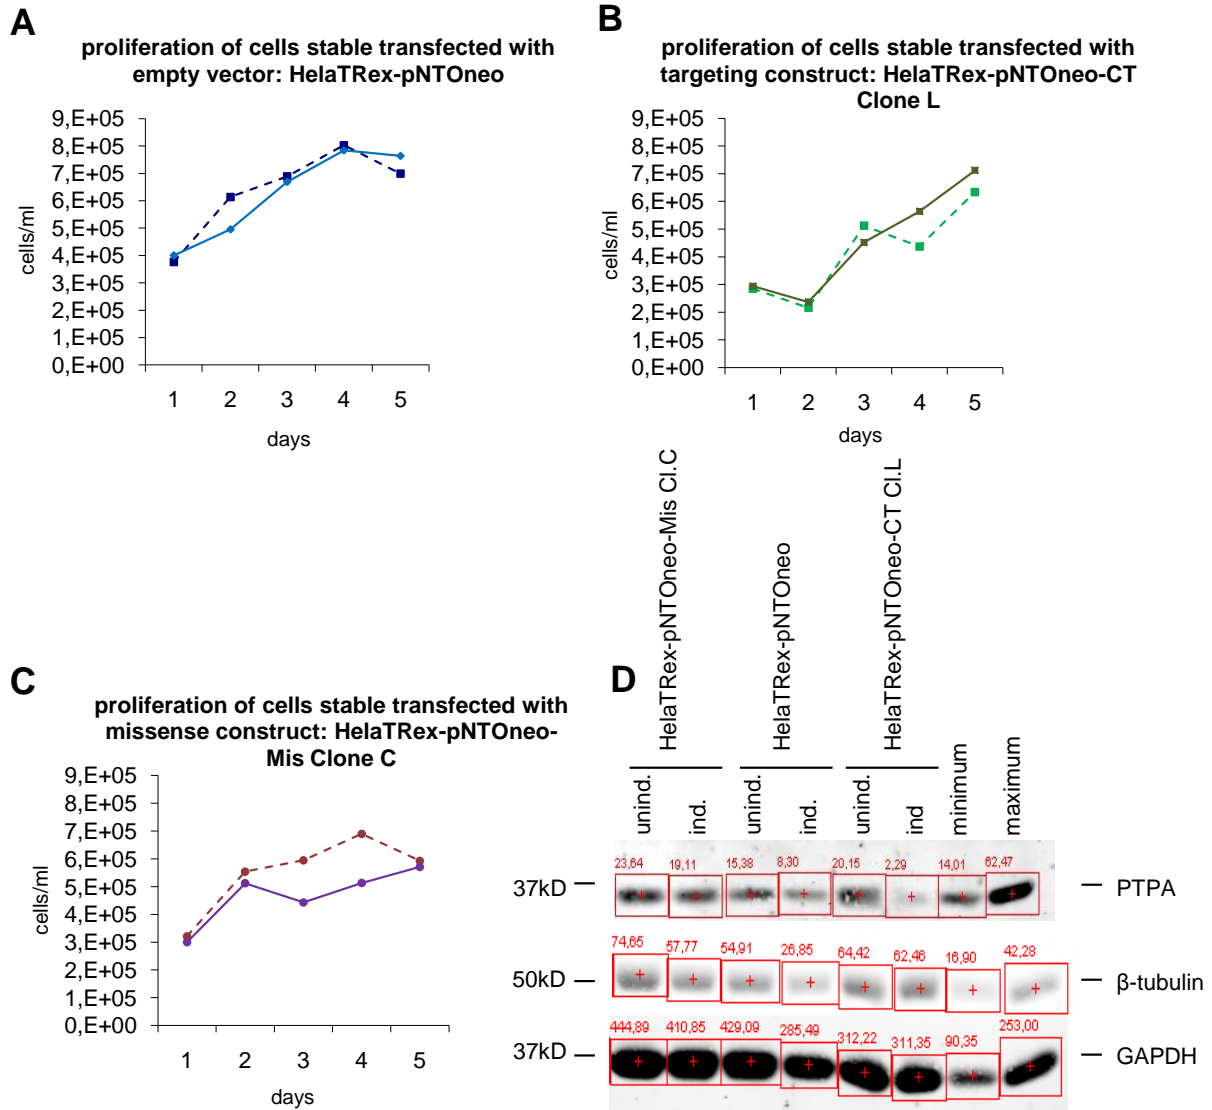 A
proliferation of cells stable transfected with
empty vector: HelaTRex-pNTOneo
9,E+05
8,E+05
7,E+05
6,E+05
5,E+05
4,E+05
3,E+05
2,E+05
1,E+05
0,E+00
cells/ml
1 2 3 4 5
days
B
proliferation of cells stable transfected with
targeting construct: HelaTRex-pNTOneo-CT
Clone L
9,E+05
8,E+05
7,E+05
6,E+05
5,E+05
4,E+05
3,E+05
2,E+05
1,E+05
0,E+00
cells/ml
1 2 3 4 5
days
C
proliferation of cells stable transfected with
missense construct: HelaTRex-pNTOneo-
Mis Clone C
9,E+05
8,E+05
7,E+05
6,E+05
5,E+05
4,E+05
3,E+05
2,E+05
1,E+05
0,E+00
cells/ml
1 2 3 4 5
days
D
HelaTRex-pNTOneo-Mis Cl.C
HelaTRex-pNTOneo
HelaTRex-pNTOneo-CT Cl.L
unind.
ind.
unind.
ind.
unind.
ind
minimum
maximum
23,64 19,11 15,38 8,30 20,15 2,29 14,01 62,47
37kD PTPA
74,65 57,77 54,91 26,85 64,42 62,46 16,90 42,28
50kD β-tubulin
444,89 410,85 429,09 285,49 312,22 311,35 90,35 253,00
37kD GAPDH